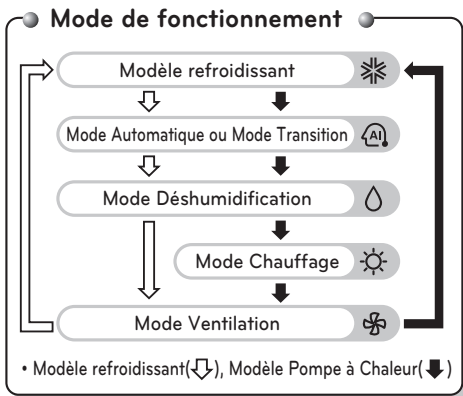 Mode de fonctionnement
Modèle refroidissant
Mode Automatique ou Mode Transition
AI
Mode Déshumidification
Mode Chauffage
Mode Ventilation
• Modèle refroidissant(⇩), Modèle Pompe à Chaleur(🡇)